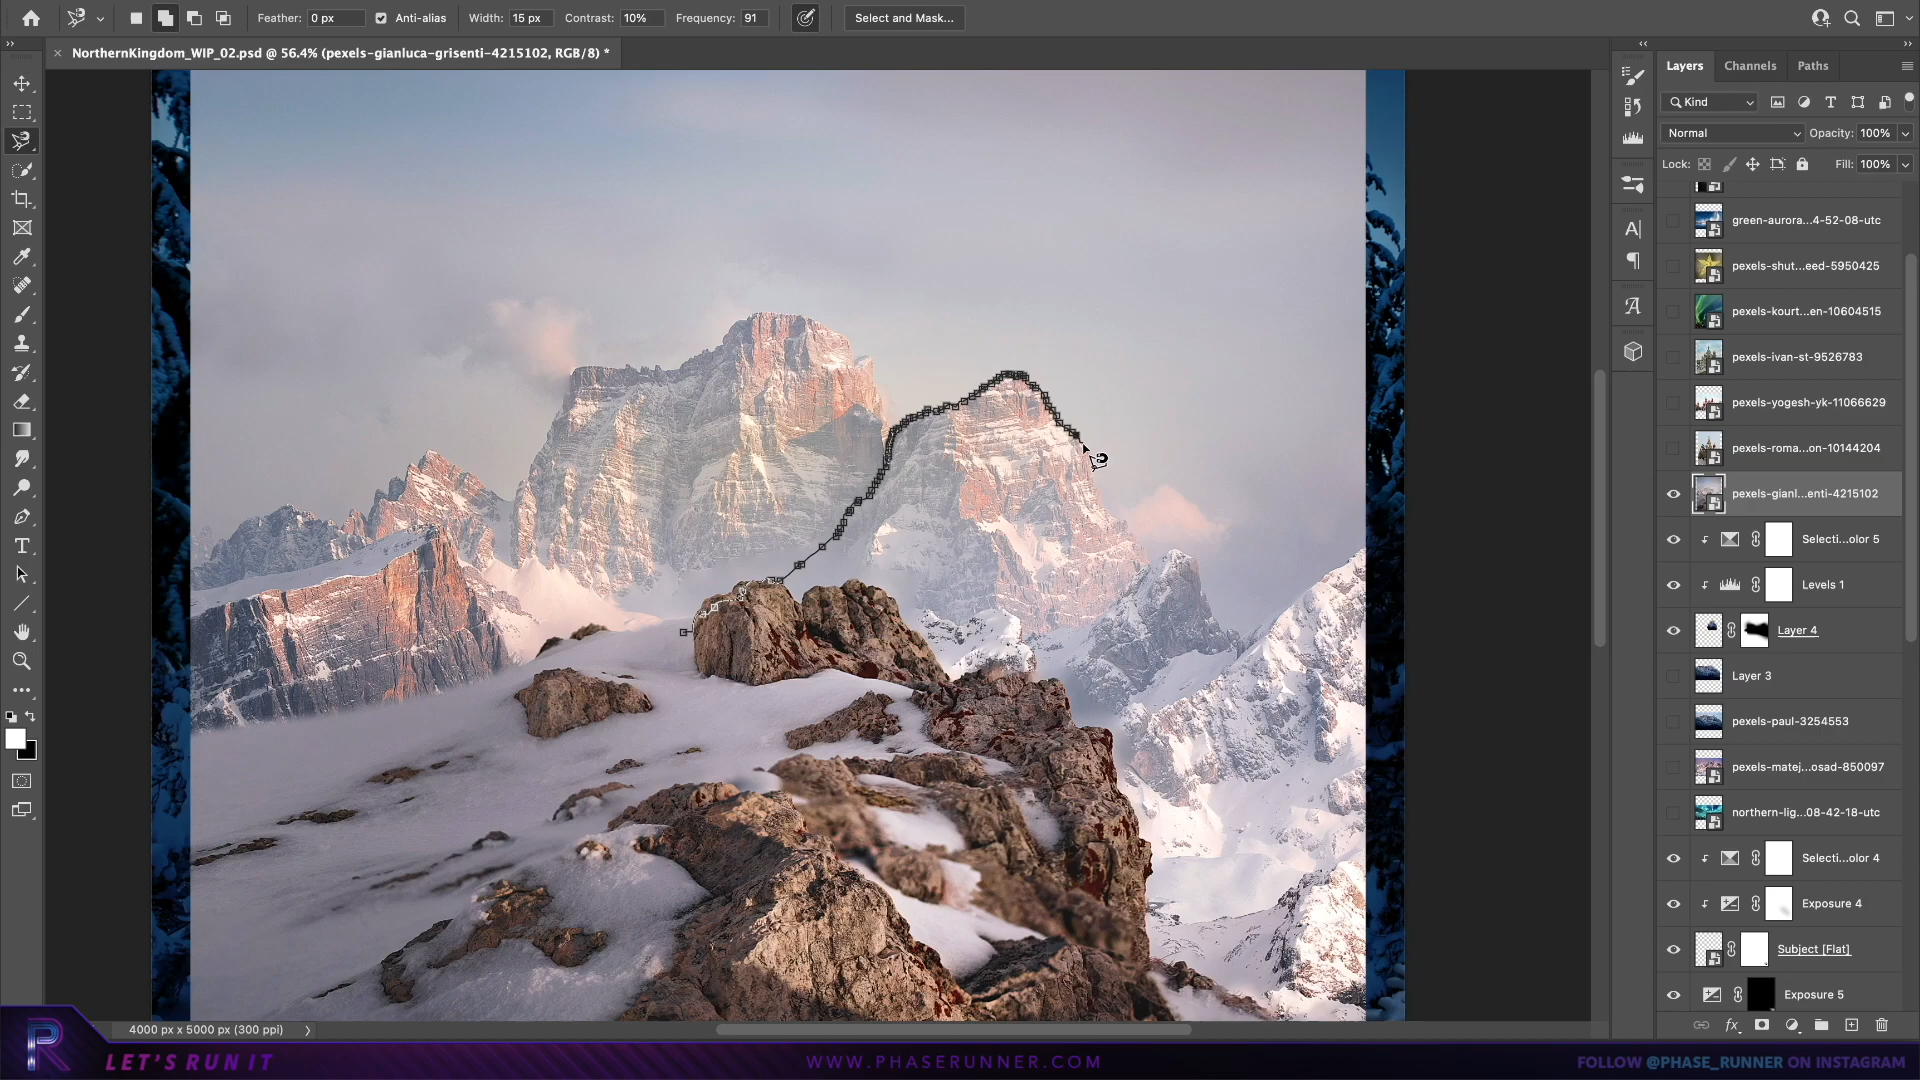 Feather: 0 px Anti-alias Width: 15 px Contrast: 10% Frequency: 91 Select and Mask...
NorthernKingdom_WIP_02.psd @ 56.4% (pexels-gianluca-grisenti-4215102, RGB/8) *
Layers Channels Paths
Kind
Normal Opacity: 100%
Lock: Fill: 100%
green-aurora...4-52-08-utc
pexels-shut...eed-5950425
pexels-kourt...en-10604515
pexels-ivan-st-9526783
pexels-yogesh-yk-11066629
pexels-roma...on-10144204
pexels-gianl...enti-4215102
Selecti...olor 5
Levels 1
Layer 4
Layer 3
pexels-paul-3254553
pexels-matej...osad-850097
northern-lig...08-42-18-utc
Selecti...olor 4
Exposure 4
Subject [Flat]
Exposure 5
4000 px x 5000 px (300 ppi)
R LET'S RUN IT
WWW.PHASERUNNER.COM
FOLLOW @PHASE_RUNNER ON INSTAGRAM